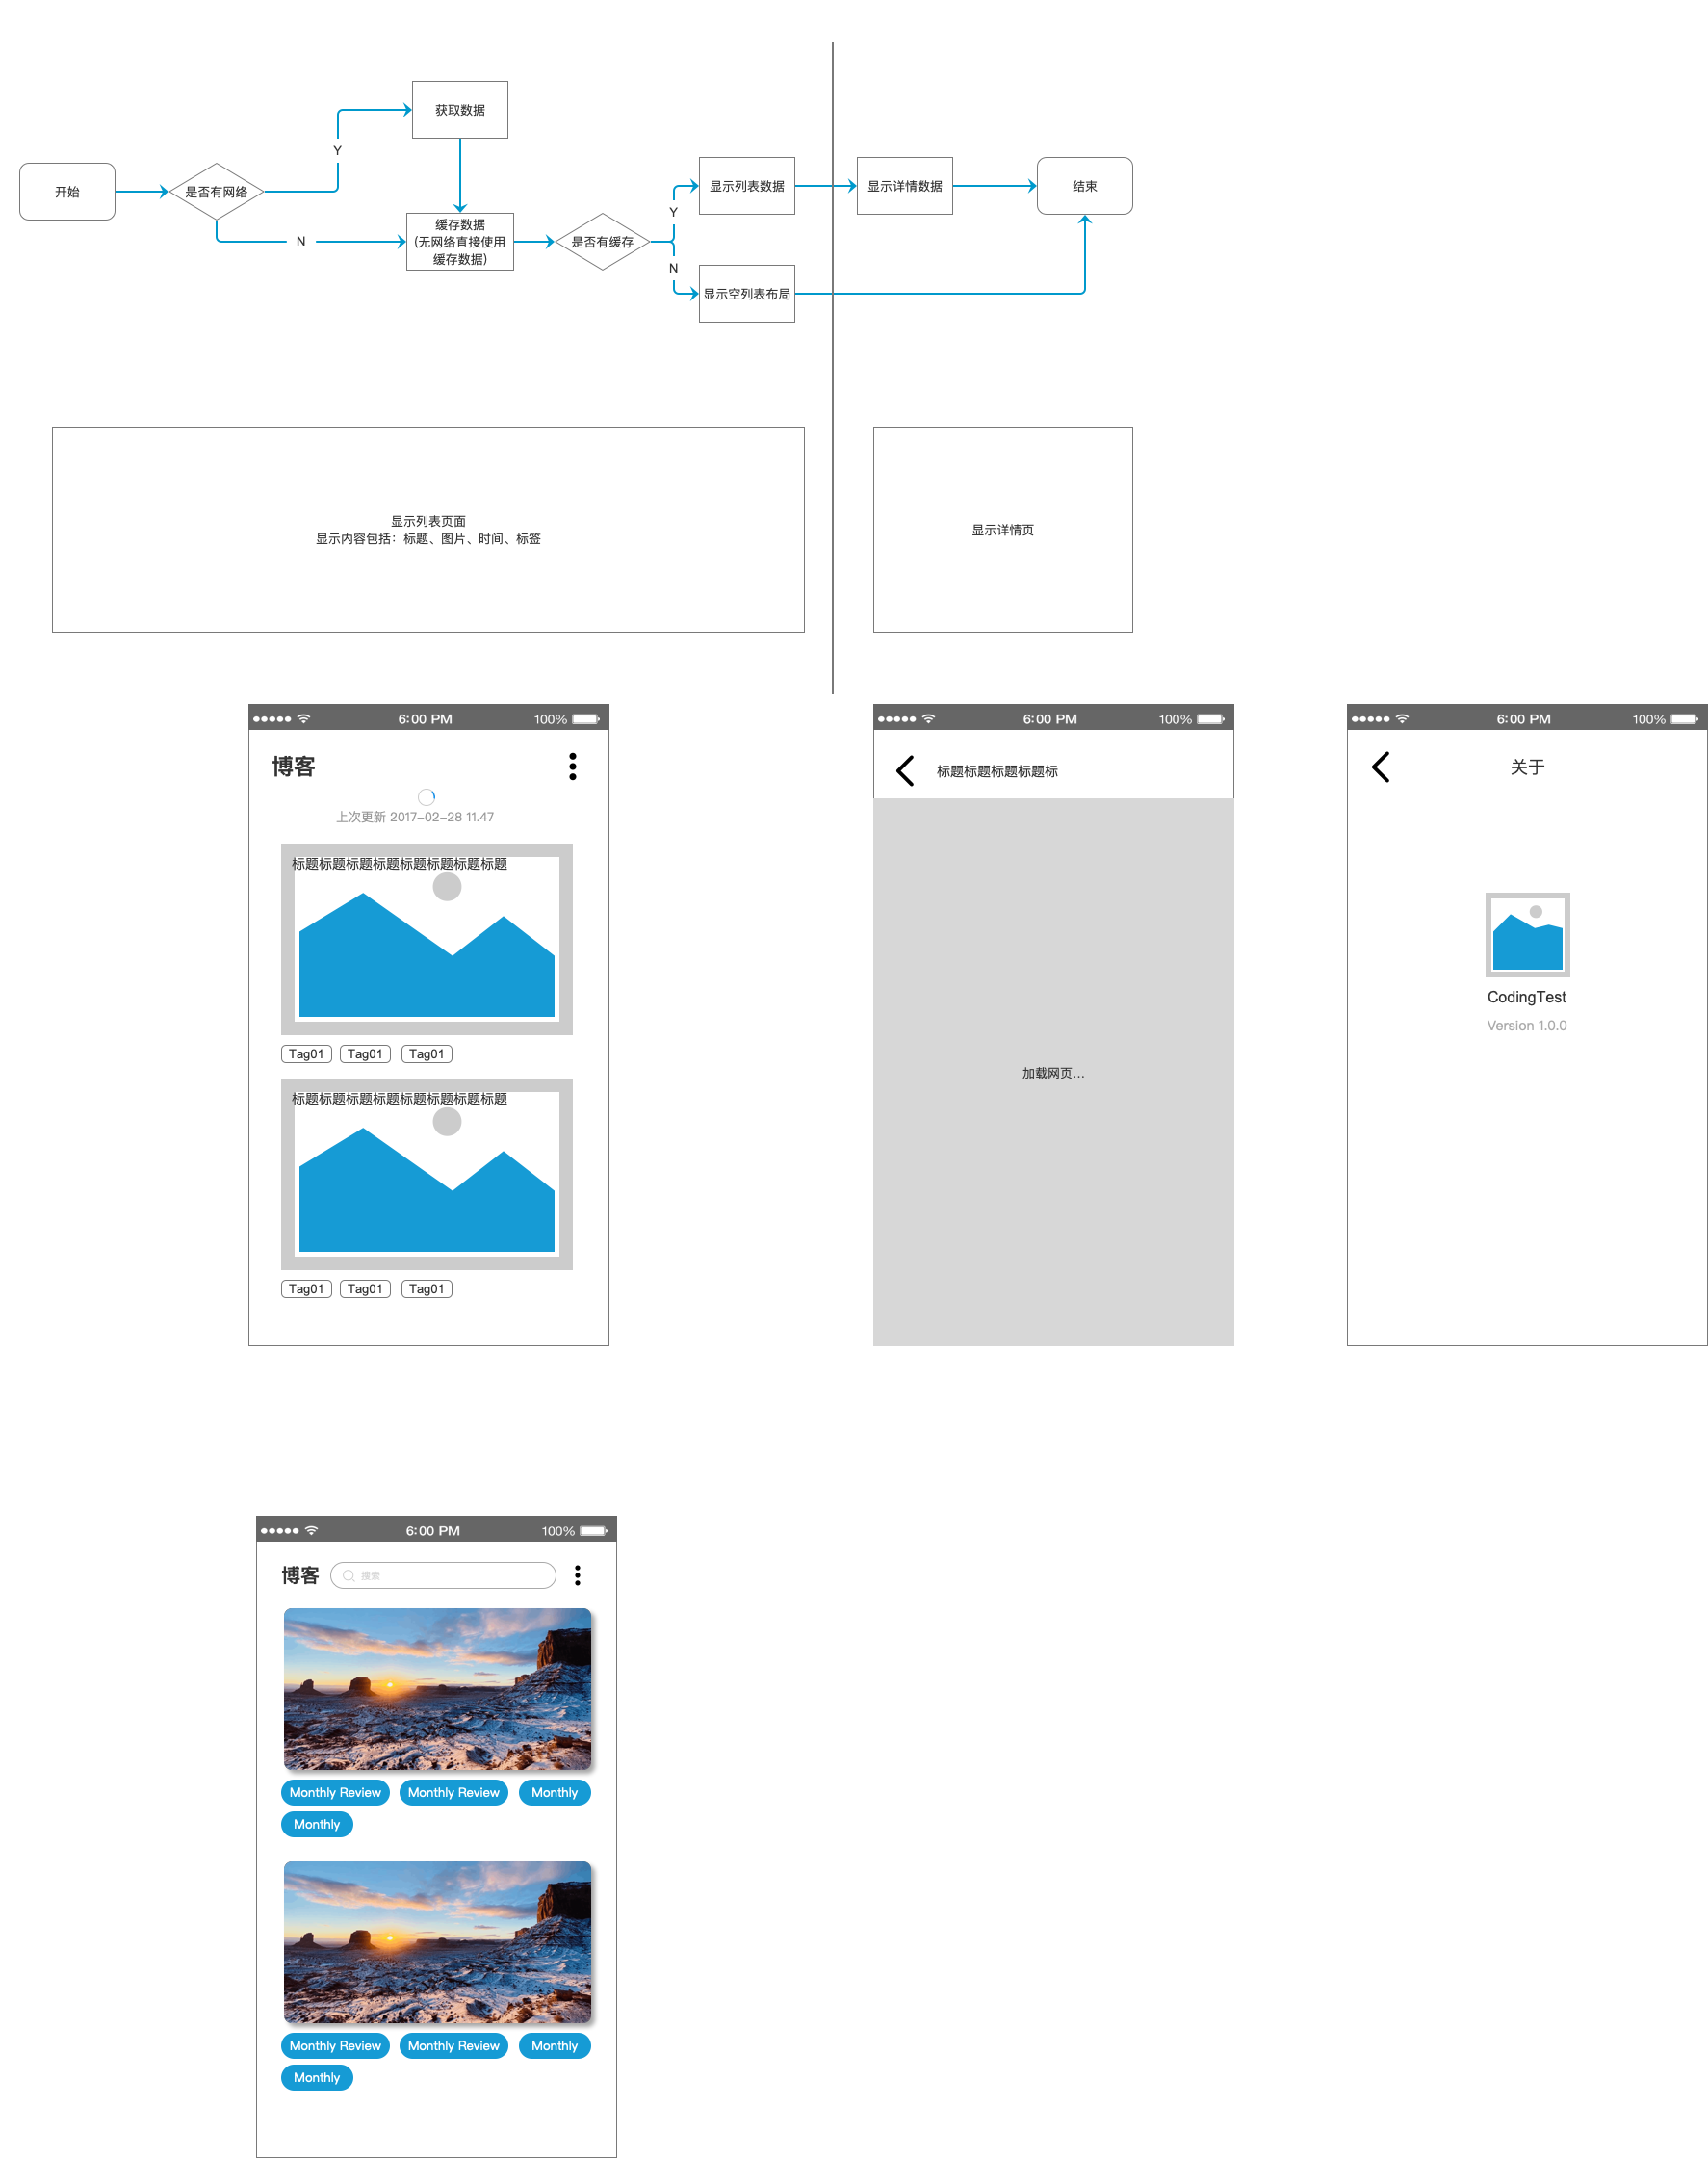 获取数据
Y
开始
是否有网络
显示列表数据
显示详情数据
结束
Y
缓存数据
(无网络直接使用
缓存数据)
是否有缓存
N
N
显示空列表布局
显示列表页面
显示内容包括：标题、图片、时间、标签
显示详情页
6:00 PM
100%
博客
上次更新 2017-02-28 11.47
标题标题标题标题标题标题标题标题
Tag01
Tag01
Tag01
标题标题标题标题标题标题标题标题
Tag01
Tag01
Tag01
6:00 PM
100%
标题标题标题标题标
加载网页...
6:00 PM
100%
关于
CodingTest
Version 1.0.0
6:00 PM
100%
博客
搜索
Monthly Review
Monthly Review
Monthly
Monthly
Monthly Review
Monthly Review
Monthly
Monthly